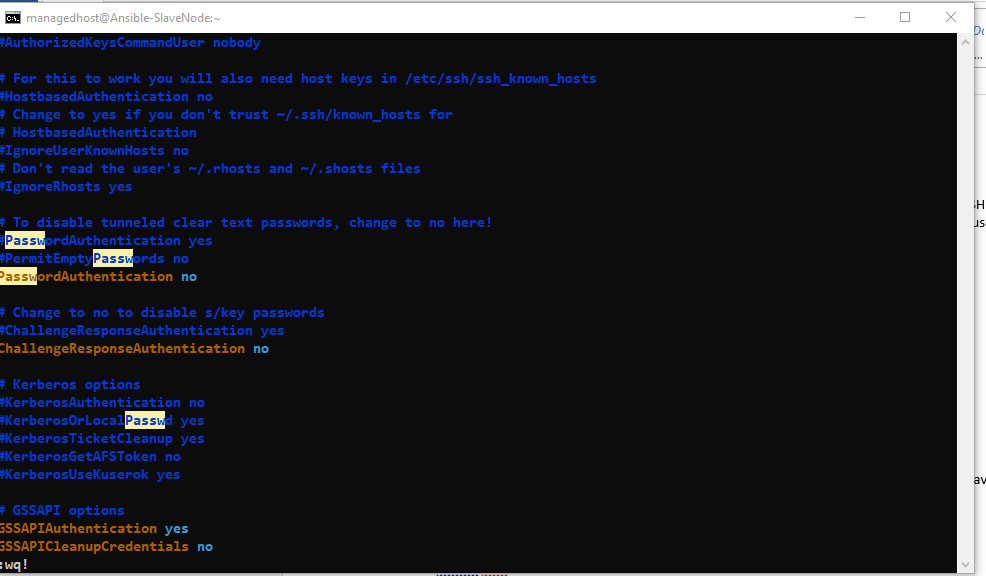 managedhost@Ansible-SlaveNode:~
#AuthorizedKeysCommandUser nobody
# For this to work you will also need host keys in /etc/ssh/ssh_known_hosts
#HostbasedAuthentication no
# Change to yes if you don't trust ~/.ssh/known_hosts for
# HostbasedAuthentication
#IgnoreUserKnownHosts no
# Don't read the user's ~/.rhosts and ~/.shosts files
#IgnoreRhosts yes
# To disable tunneled clear text passwords, change to no here!
#PasswordAuthentication yes
#PermitEmptyPasswords no
PasswordAuthentication no
# Change to no to disable s/key passwords
#ChallengeResponseAuthentication yes
ChallengeResponseAuthentication no
# Kerberos options
#KerberosAuthentication no
#KerberosOrLocalPasswd yes
#KerberosTicketCleanup yes
#KerberosGetAFSToken no
#KerberosUseKuserok yes
# GSSAPI options
GSSAPIAuthentication yes
GSSAPICleanupCredentials no
:wq!